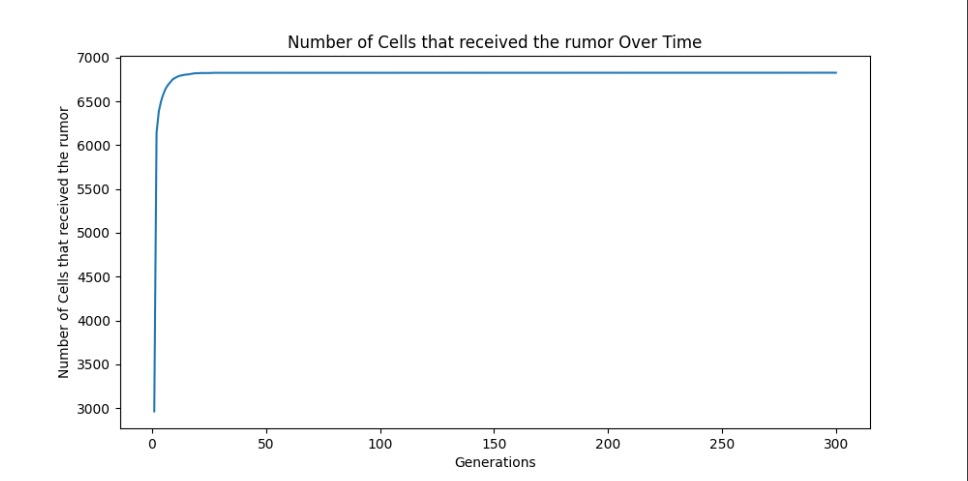 Number of Cells that received the rumor Over Time
Number of Cells that received the rumor
7000
6500
6000
5500
5000
4500
4000
3500
3000
0 50 100 150 200 250 300
Generations